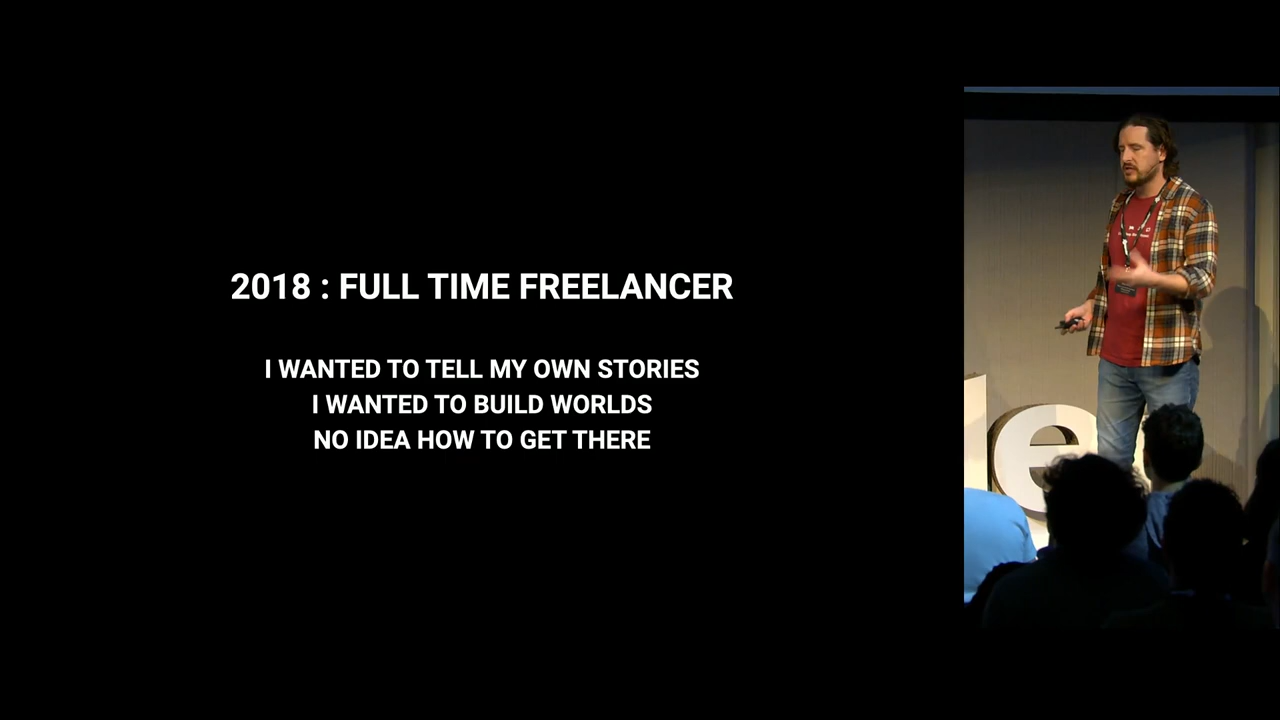 2018 : FULL TIME FREELANCER
I WANTED TO TELL MY OWN STORIES
I WANTED TO BUILD WORLDS
NO IDEA HOW TO GET THERE